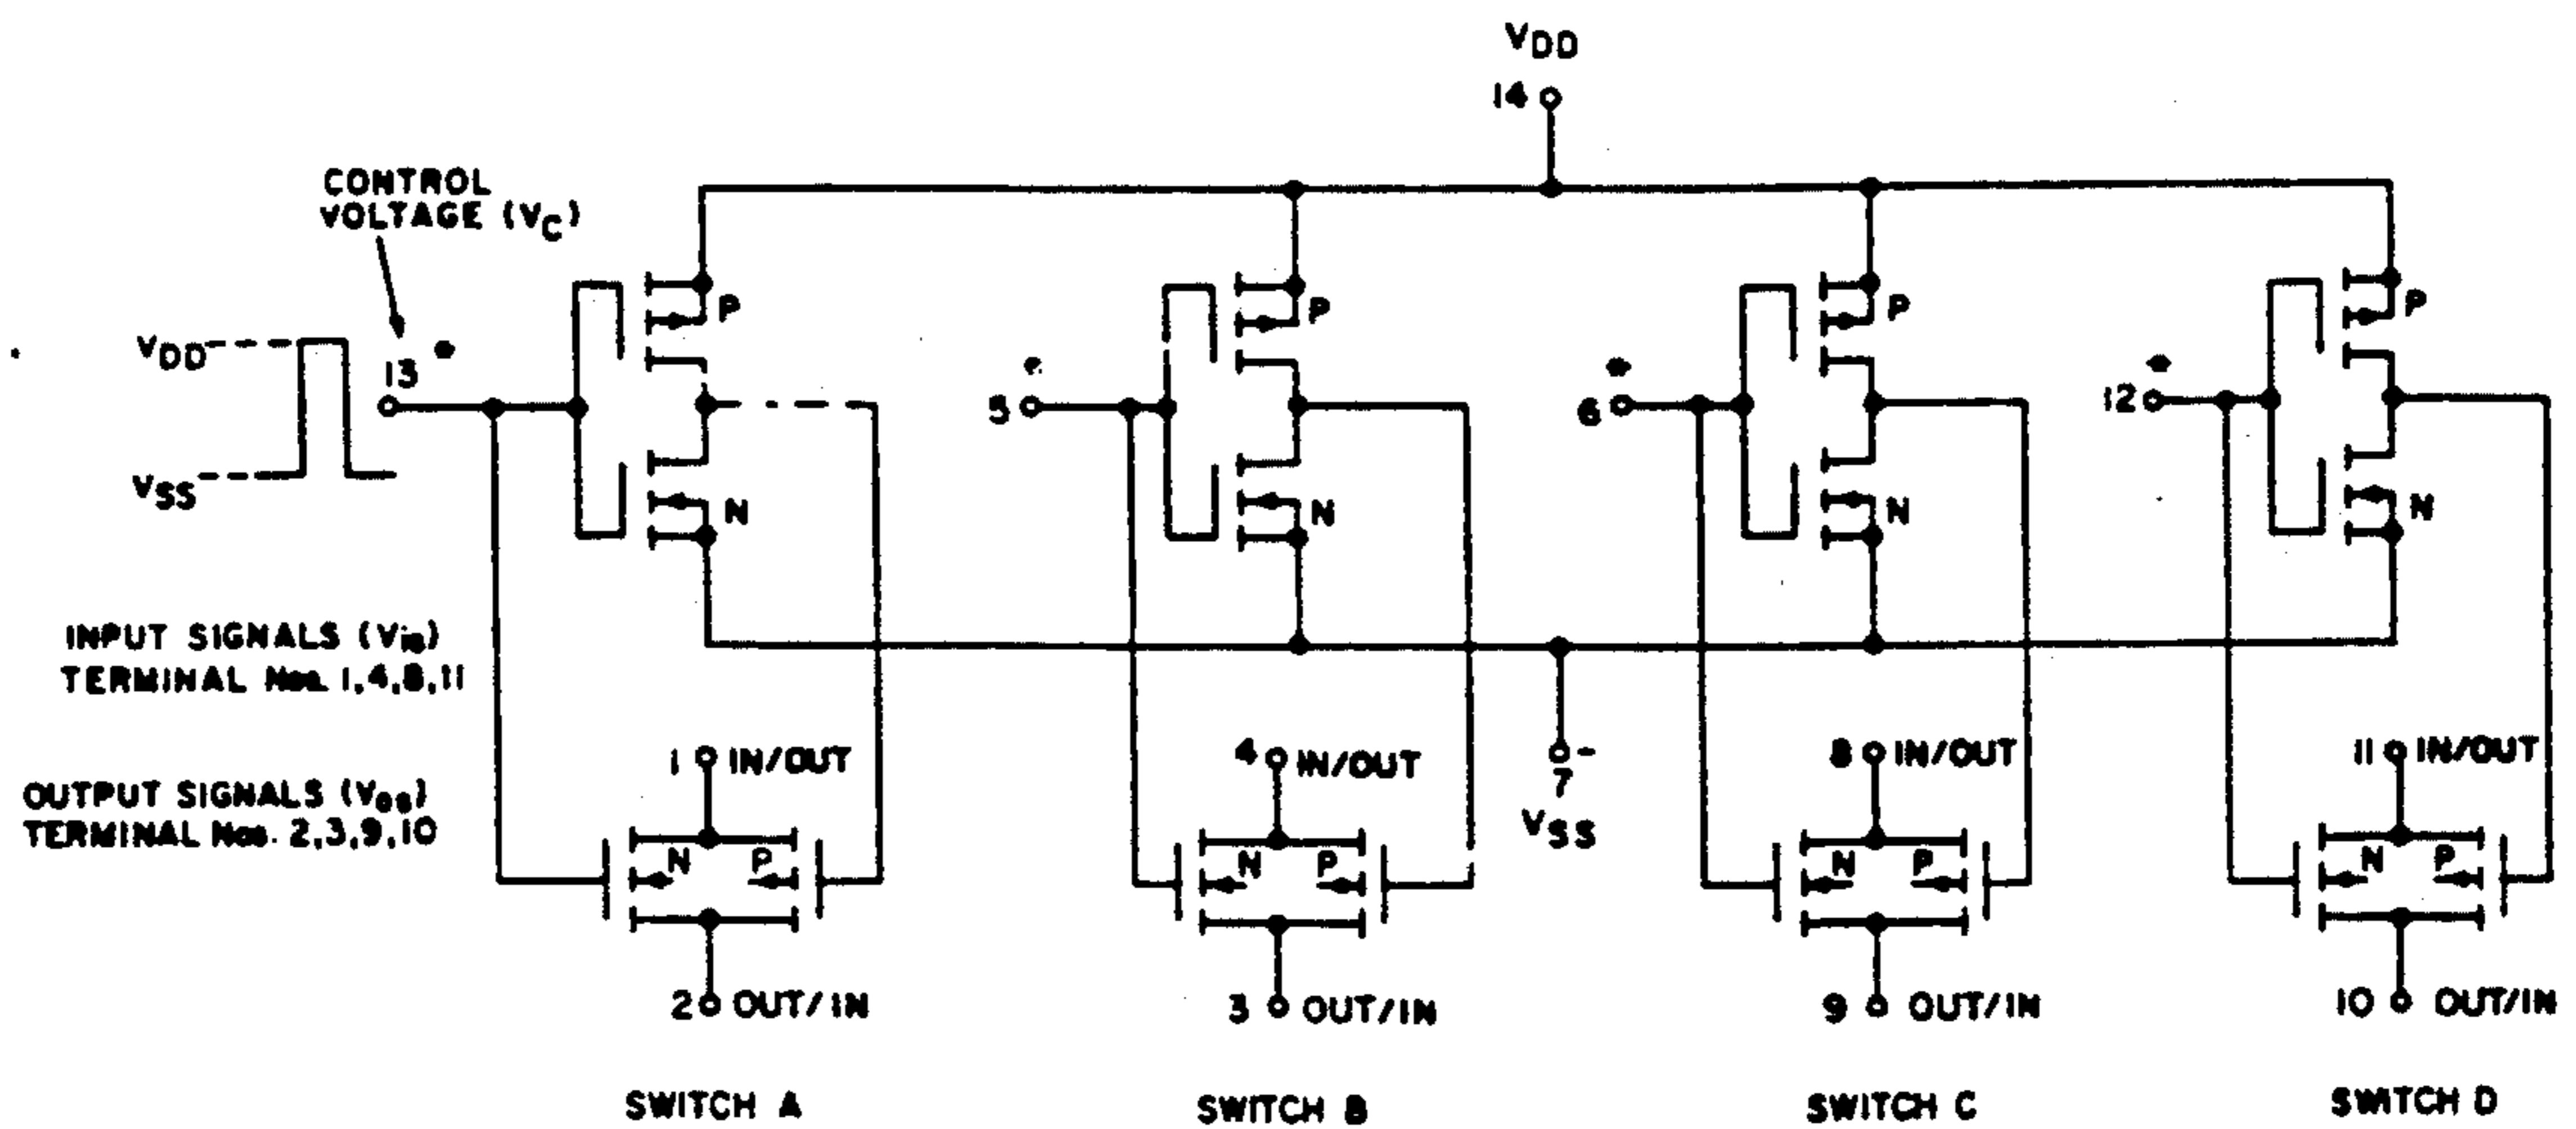 VDD
14
CONTROL
VOLTAGE (VC)
VDD
13 *
VSS
P
N
5 *
P
N
6 *
P
N
12 *
P
N
INPUT SIGNALS (Vis)
TERMINAL Nos. 1,4,8,11
OUTPUT SIGNALS (Vos)
TERMINAL Nos. 2,3,9,10
1 IN/OUT
N P
2 OUT/IN
4 IN/OUT
N P
3 OUT/IN
7 -
VSS
8 IN/OUT
N P
9 OUT/IN
11 IN/OUT
N P
10 OUT/IN
SWITCH A
SWITCH B
SWITCH C
SWITCH D